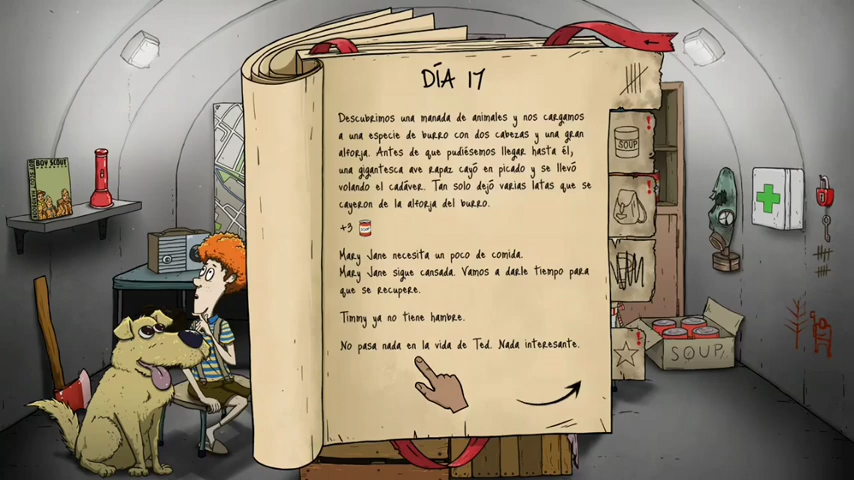 DÍA 17
Descubrimos una manada de animales y nos cargamos
a una especie de burro con dos cabezas y una gran
alforja. Antes de que pudiésemos llegar hasta él,
una gigantesca ave rapaz cayó en picado y se llevó
volando el cadáver. Tan solo dejó varias latas que se
cayeron de la alforja del burro.
+3
Mary Jane necesita un poco de comida.
Mary Jane sigue cansada. Vamos a darle tiempo para
que se recupere.
Timmy ya no tiene hambre.
No pasa nada en la vida de Ted. Nada interesante.
SOUP
BOY SCOUT
SOUP